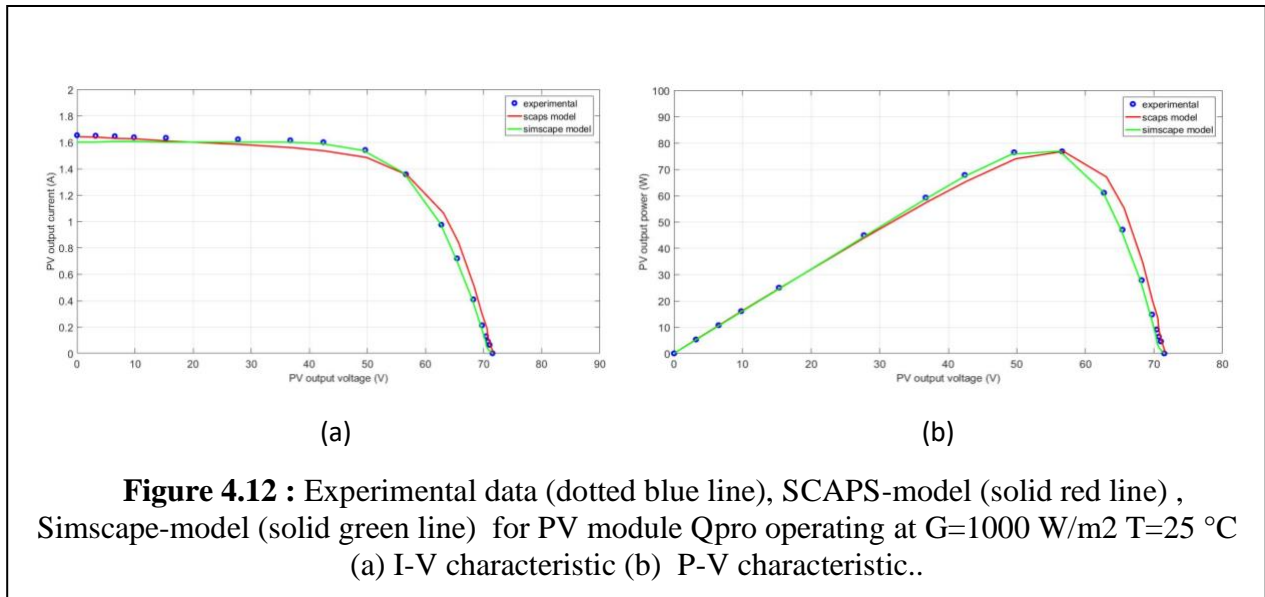 2
1.8
1.6
1.4
1.2
1
0.8
0.6
0.4
0.2
0
0 10 20 30 40 50 60 70 80 90
PV output current (A)
PV output voltage (V)
experimental
scaps model
simscape model
100
90
80
70
60
50
40
30
20
10
0
0 10 20 30 40 50 60 70 80
PV output power (W)
PV output voltage (V)
experimental
scaps model
simscape model
(a) (b)
Figure 4.12 : Experimental data (dotted blue line), SCAPS-model (solid red line) ,
Simscape-model (solid green line) for PV module Qpro operating at G=1000 W/m2 T=25 °C
(a) I-V characteristic (b) P-V characteristic..